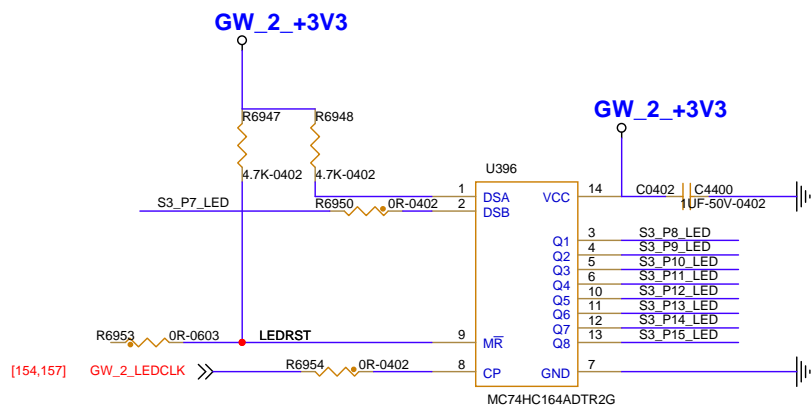 GW_2_+3V3
R6947 R6948
GW_2_+3V3
4.7K-0402 4.7K-0402
U396
1 DSA VCC 14 C0402 C4400
S3_P7_LED R6950 0R-0402 2 DSB 1UF-50V-0402
Q1 3 S3_P8_LED
Q2 4 S3_P9_LED
Q3 5 S3_P10_LED
Q4 6 S3_P11_LED
Q5 10 S3_P12_LED
Q6 11 S3_P13_LED
Q7 12 S3_P14_LED
R6953 0R-0603 LEDRST 9 MR Q8 13 S3_P15_LED
[154,157] GW_2_LEDCLK R6954 0R-0402 8 CP GND 7
MC74HC164ADTR2G